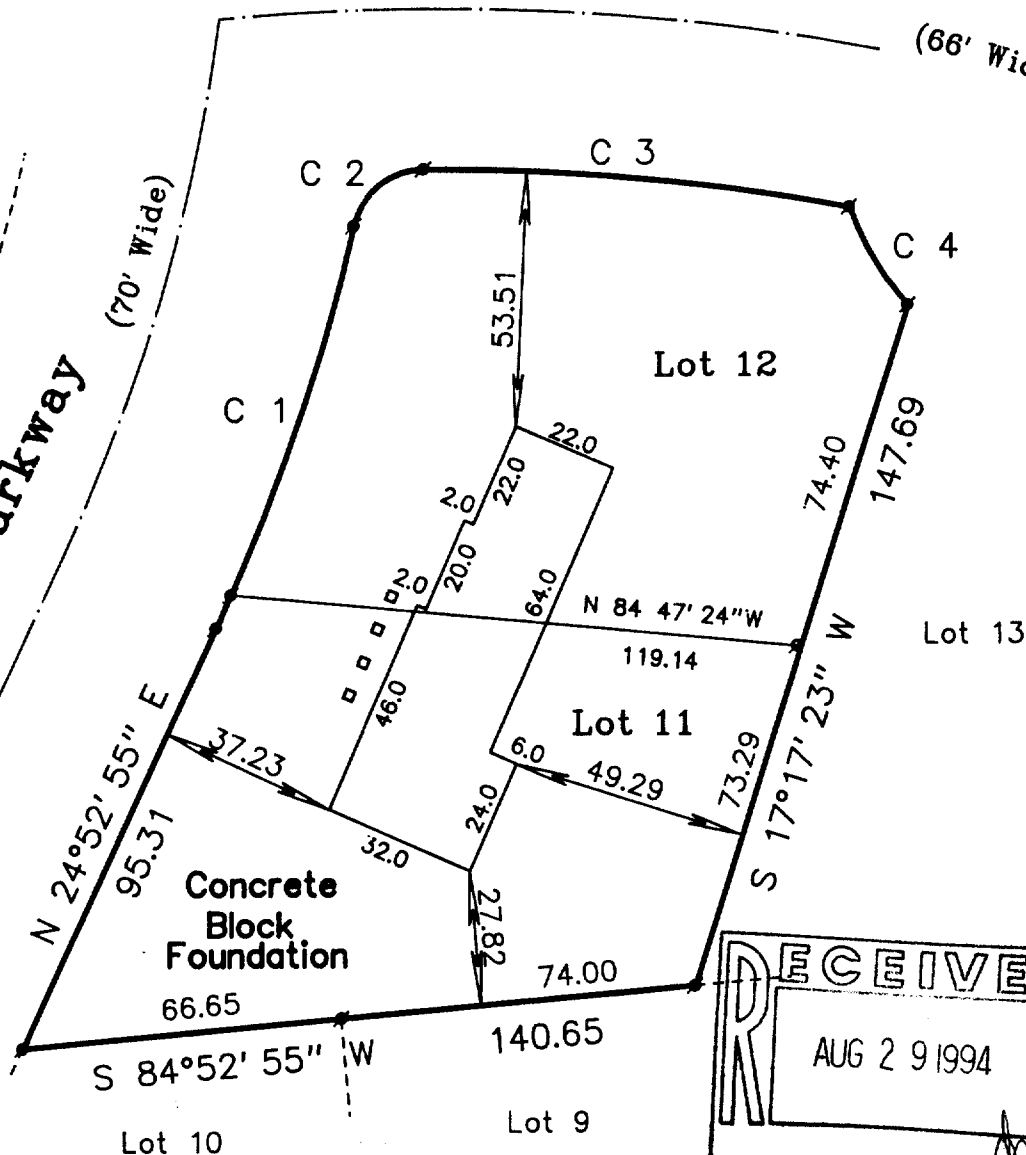 (66' Wid
C 3
C 2
C 4
(70' Wide)
53.51
Lot 12
C 1
22.0
22.0
74.40
147.69
2.0
20.0
2.0
64.0
N 84 47' 24"W
119.14
Lot 13
46.0
Lot 11
37.23
6.0
49.29
73.29
S 17°17' 23" W
N 24°52' 55" E
95.31
24.0
32.0
Concrete
Block
Foundation
27.82
74.00
66.65
S 84°52' 55" W
140.65
RECEIVE
AUG 2 9 1994
Lot 10
Lot 9